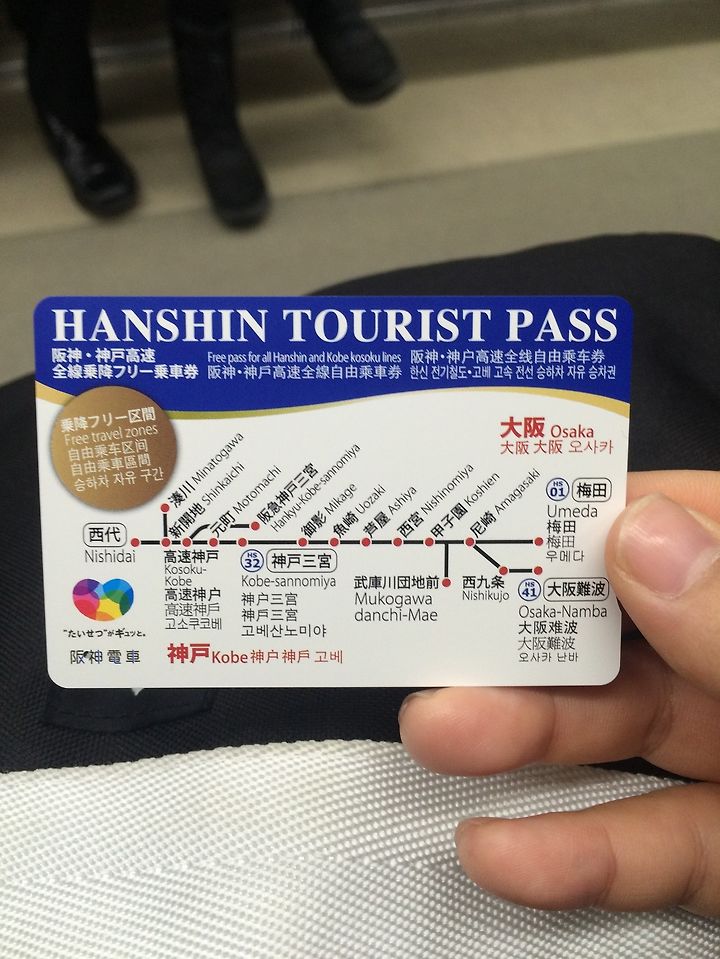 HANSHIN TOURIST PASS
阪神・神戸高速
全線乗降フリー乗車券
Free pass for all Hanshin and Kobe kosoku lines
阪神・神戸高速全線自由乘車券
阪神・神户高速全线自由乘车券
한신 전기철도・고베 고속 전선 승하차 자유 승차권
乗降フリー区間
Free travel zones
自由乘车区间
自由乘車區間
승하차 자유 구간
大阪 Osaka
大阪 大阪 오사카
西代
Nishidai
湊川 Minatogawa
新開地 Shinkaichi
元町 Motomachi
阪急神戸三宮
Hankyu-Kobe-sannomiya
御影 Mikage
魚崎 Uozaki
芦屋 Ashiya
西宮 Nishinomiya
甲子園 Koshien
尼崎 Amagasaki
HS 01 梅田
Umeda
梅田
梅田
우메다
高速神戸
Kosoku-
Kobe
高速神户
高速神戶
고소쿠코베
HS 32 神戸三宮
Kobe-sannomiya
神户三宫
神戶三宮
고베산노미야
武庫川団地前
Mukogawa
danchi-Mae
西九条
Nishikujo
HS 41 大阪難波
Osaka-Namba
大阪难波
大阪難波
오사카 난바
"たいせつ"がギュッと。
阪神電車
神戸 Kobe 神户 神戶 고베